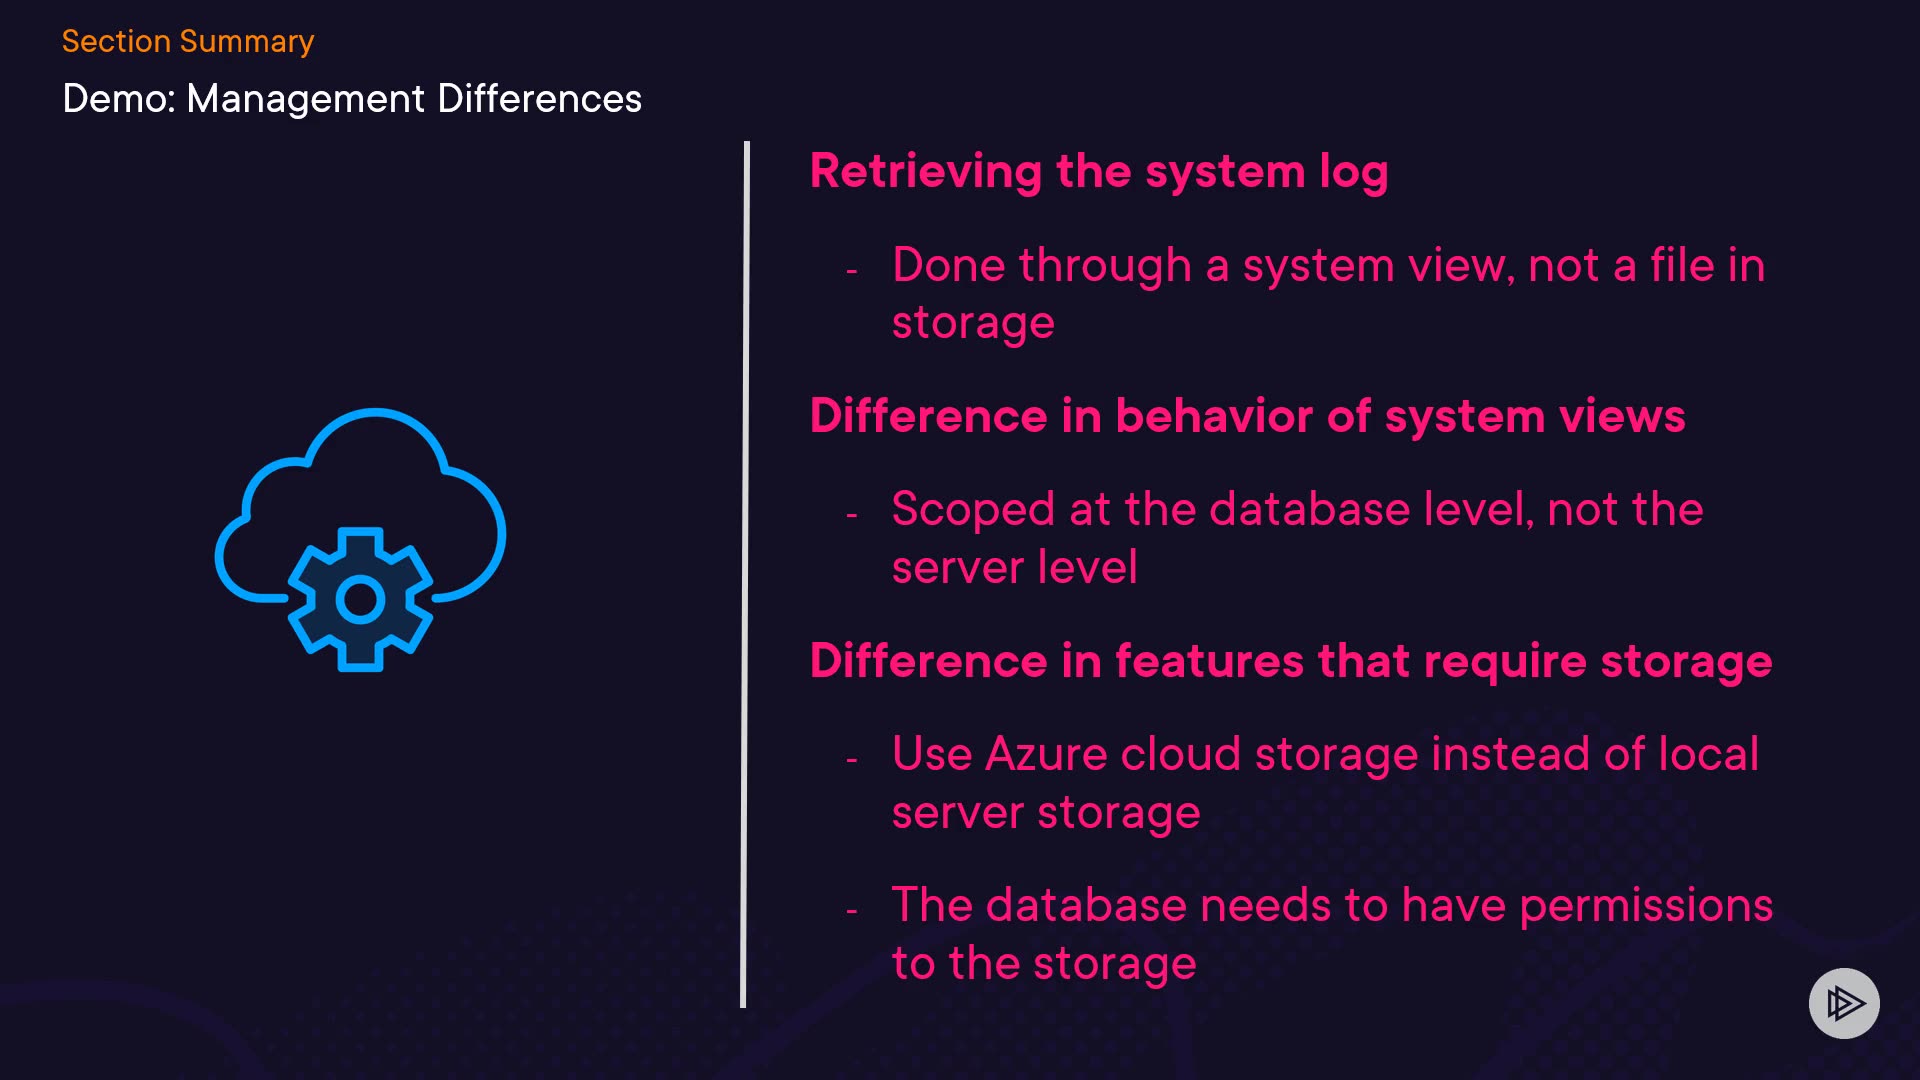 Section Summary
Demo: Management Differences
Retrieving the system log
- Done through a system view, not a file in
storage
Difference in behavior of system views
- Scoped at the database level, not the
server level
Difference in features that require storage
- Use Azure cloud storage instead of local
server storage
- The database needs to have permissions
to the storage